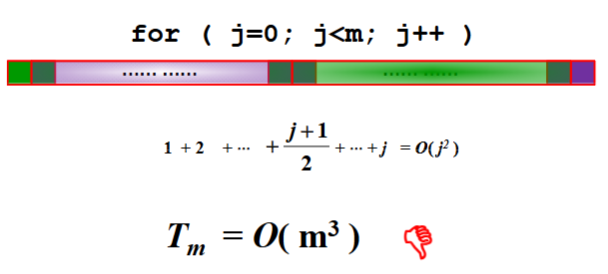 for ( j=0; j<m; j++ )
...... ...... ...... ......
1 + 2 + ··· + (j+1)/2 + ··· + j = O(j²)
Tₘ = O( m³ )